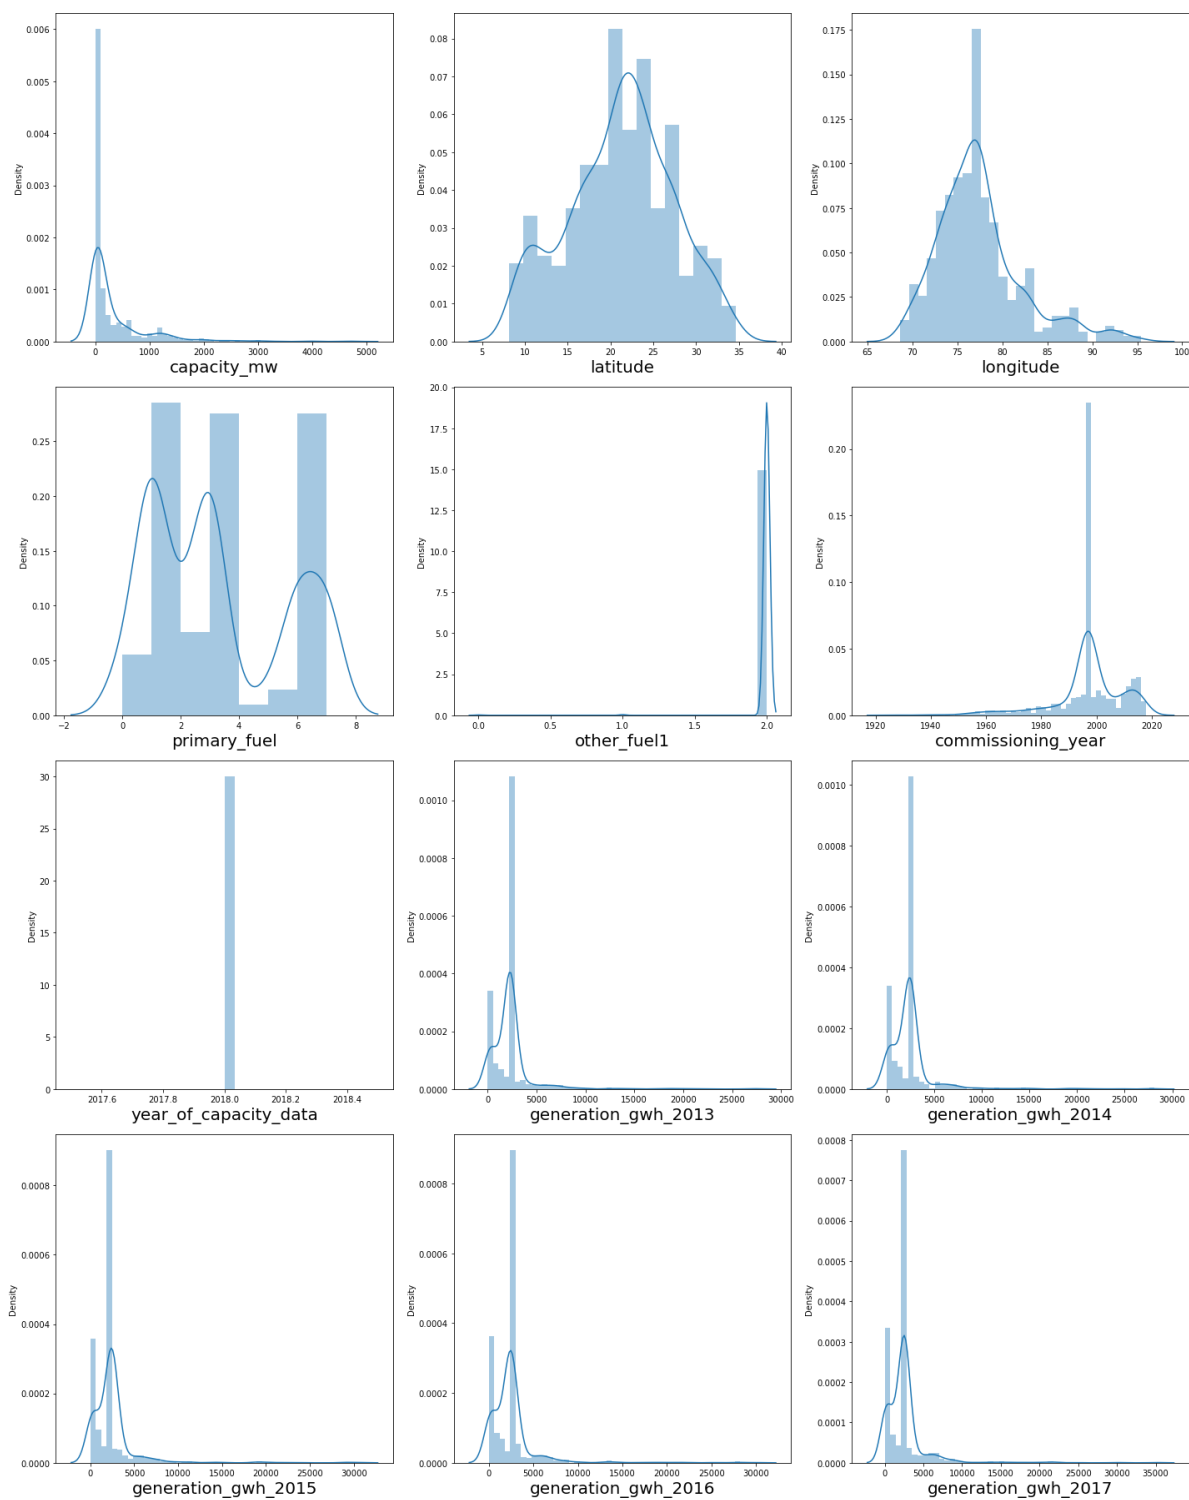 0.006
0.005
0.004
0.003
0.002
0.001
0.000
Density
0 1000 2000 3000 4000 5000
capacity_mw
0.08
0.07
0.06
0.05
0.04
0.03
0.02
0.01
0.00
Density
5 10 15 20 25 30 35 40
latitude
0.175
0.150
0.125
0.100
0.075
0.050
0.025
0.000
Density
65 70 75 80 85 90 95 100
longitude
0.25
0.20
0.15
0.10
0.05
0.00
Density
−2 0 2 4 6 8
primary_fuel
20.0
17.5
15.0
12.5
10.0
7.5
5.0
2.5
0.0
Density
0.0 0.5 1.0 1.5 2.0
other_fuel1
0.20
0.15
0.10
0.05
0.00
Density
1920 1940 1960 1980 2000 2020
commissioning_year
30
25
20
15
10
5
0
Density
2017.6 2017.8 2018.0 2018.2 2018.4
year_of_capacity_data
0.0010
0.0008
0.0006
0.0004
0.0002
0.0000
Density
0 5000 10000 15000 20000 25000 30000
generation_gwh_2013
0.0010
0.0008
0.0006
0.0004
0.0002
0.0000
Density
0 5000 10000 15000 20000 25000 30000
generation_gwh_2014
0.0008
0.0006
0.0004
0.0002
0.0000
Density
0 5000 10000 15000 20000 25000 30000
generation_gwh_2015
0.0008
0.0006
0.0004
0.0002
0.0000
Density
0 5000 10000 15000 20000 25000 30000
generation_gwh_2016
0.0008
0.0007
0.0006
0.0005
0.0004
0.0003
0.0002
0.0001
0.0000
Density
0 5000 10000 15000 20000 25000 30000 35000
generation_gwh_2017